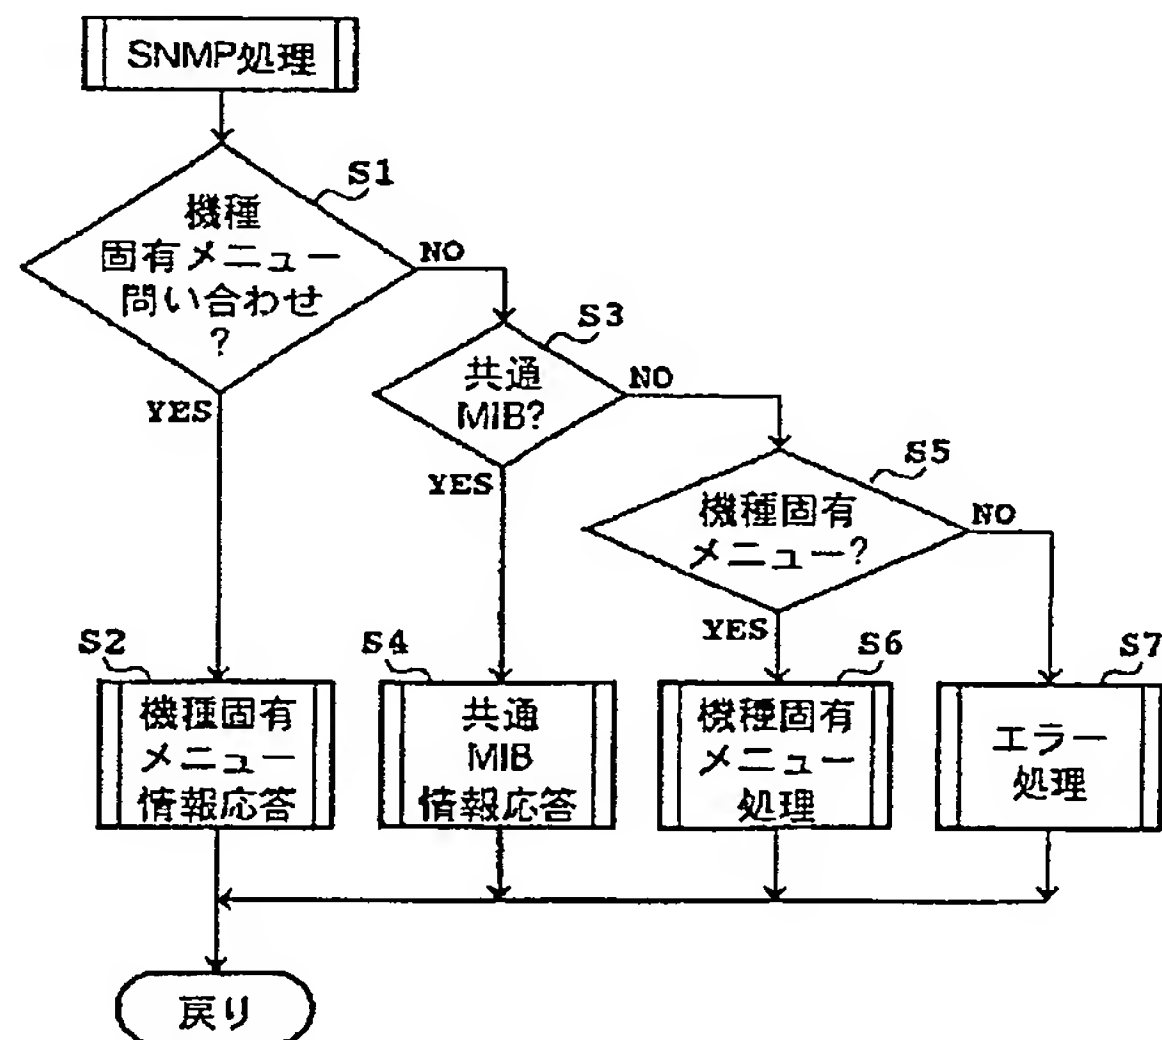 SNMP処理
S1
機種
固有メニュー
問い合わせ
?
NO
YES
S3
共通
MIB?
NO
YES
S5
機種固有
メニュー?
NO
YES
S2
機種固有
メニュー
情報応答
S4
共通
MIB
情報応答
S6
機種固有
メニュー
処理
S7
エラー
処理
戻り